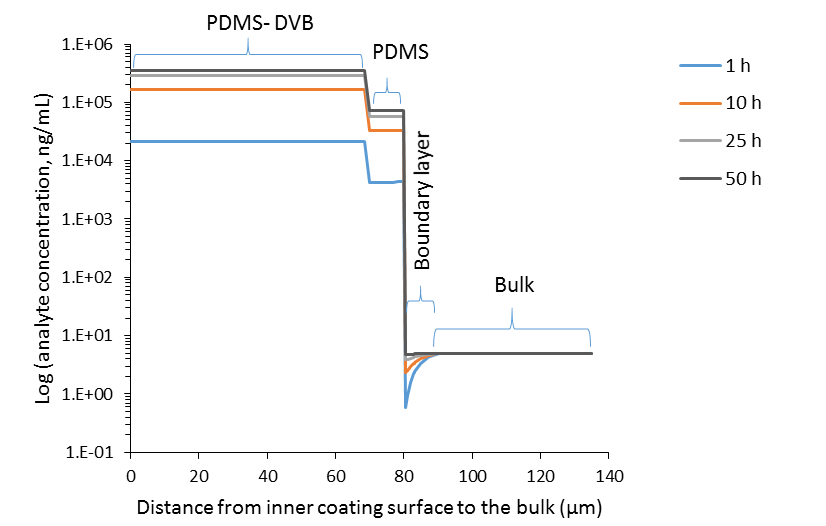 PDMS- DVB
PDMS
Boundary layer
Bulk
1.E+06
1.E+05
1.E+04
1.E+03
1.E+02
1.E+01
1.E+00
1.E-01
Log (analyte concentration, ng/mL)
0 20 40 60 80 100 120 140
Distance from inner coating surface to the bulk (µm)
1 h
10 h
25 h
50 h